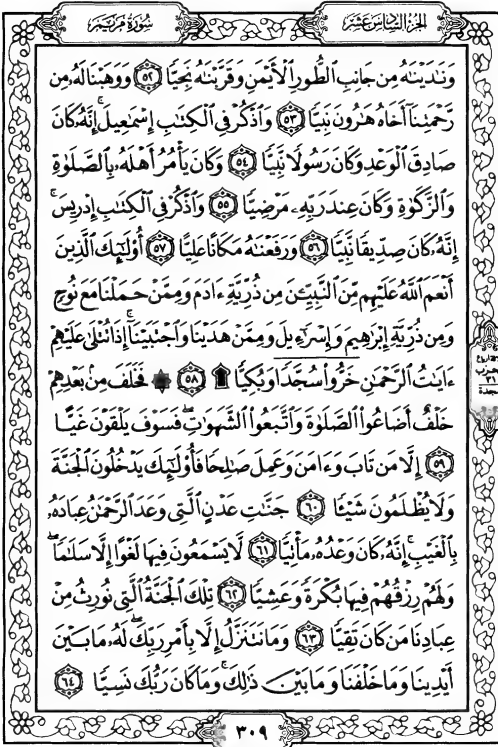 الجزء السادس عشر
سورة مريم
وَنَٰدَيْنَٰهُ مِن جَانِبِ ٱلطُّورِ ٱلْأَيْمَنِ وَقَرَّبْنَٰهُ نَجِيًّا ٥٢ وَوَهَبْنَا لَهُۥ مِن
رَّحْمَتِنَآ أَخَاهُ هَٰرُونَ نَبِيًّا ٥٣ وَٱذْكُرْ فِى ٱلْكِتَٰبِ إِسْمَٰعِيلَ ۚ إِنَّهُۥ كَانَ
صَادِقَ ٱلْوَعْدِ وَكَانَ رَسُولًا نَّبِيًّا ٥٤ وَكَانَ يَأْمُرُ أَهْلَهُۥ بِٱلصَّلَوٰةِ
وَٱلزَّكَوٰةِ وَكَانَ عِندَ رَبِّهِۦ مَرْضِيًّا ٥٥ وَٱذْكُرْ فِى ٱلْكِتَٰبِ إِدْرِيسَ ۚ
إِنَّهُۥ كَانَ صِدِّيقًا نَّبِيًّا ٥٦ وَرَفَعْنَٰهُ مَكَانًا عَلِيًّا ٥٧ أُو۟لَٰٓئِكَ ٱلَّذِينَ
أَنْعَمَ ٱللَّهُ عَلَيْهِم مِّنَ ٱلنَّبِيِّـۧنَ مِن ذُرِّيَّةِ ءَادَمَ وَمِمَّنْ حَمَلْنَا مَعَ نُوحٍ
وَمِن ذُرِّيَّةِ إِبْرَٰهِيمَ وَإِسْرَٰٓءِيلَ وَمِمَّنْ هَدَيْنَا وَٱجْتَبَيْنَآ ۚ إِذَا تُتْلَىٰ عَلَيْهِمْ
ءَايَٰتُ ٱلرَّحْمَٰنِ خَرُّوا۟ سُجَّدًا وَبُكِيًّا ۩ ٥٨ ۞ فَخَلَفَ مِنۢ بَعْدِهِمْ
خَلْفٌ أَضَاعُوا۟ ٱلصَّلَوٰةَ وَٱتَّبَعُوا۟ ٱلشَّهَوَٰتِ ۖ فَسَوْفَ يَلْقَوْنَ غَيًّا
٥٩ إِلَّا مَن تَابَ وَءَامَنَ وَعَمِلَ صَٰلِحًا فَأُو۟لَٰٓئِكَ يَدْخُلُونَ ٱلْجَنَّةَ
وَلَا يُظْلَمُونَ شَيْـًٔا ٦٠ جَنَّٰتِ عَدْنٍ ٱلَّتِى وَعَدَ ٱلرَّحْمَٰنُ عِبَادَهُۥ
بِٱلْغَيْبِ ۚ إِنَّهُۥ كَانَ وَعْدُهُۥ مَأْتِيًّا ٦١ لَّا يَسْمَعُونَ فِيهَا لَغْوًا إِلَّا سَلَٰمًا ۖ
وَلَهُمْ رِزْقُهُمْ فِيهَا بُكْرَةً وَعَشِيًّا ٦٢ تِلْكَ ٱلْجَنَّةُ ٱلَّتِى نُورِثُ مِنْ
عِبَادِنَا مَن كَانَ تَقِيًّا ٦٣ وَمَا نَتَنَزَّلُ إِلَّا بِأَمْرِ رَبِّكَ ۖ لَهُۥ مَا بَيْنَ
أَيْدِينَا وَمَا خَلْفَنَا وَمَا بَيْنَ ذَٰلِكَ ۚ وَمَا كَانَ رَبُّكَ نَسِيًّا ٦٤
٣٠٩